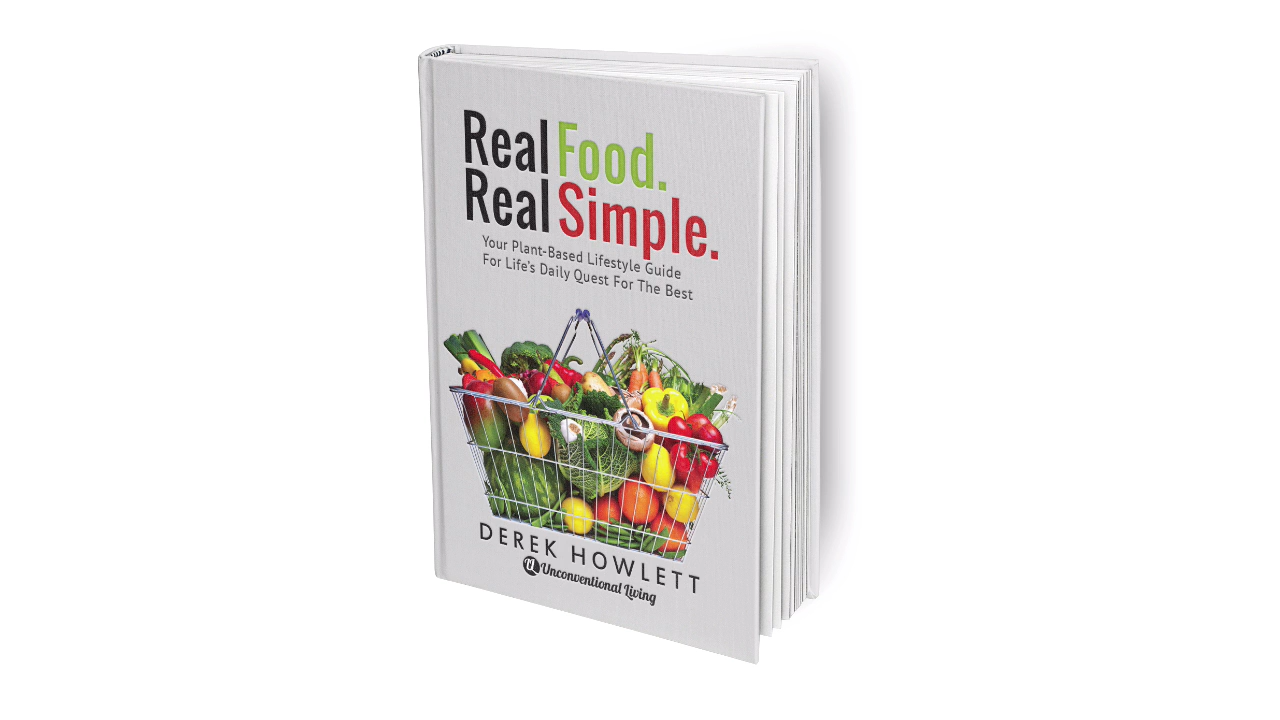 Real Food.
Real Simple.
Your Plant-Based Lifestyle Guide
For Life's Daily Quest For The Best
DEREK HOWLETT
UL Unconventional Living